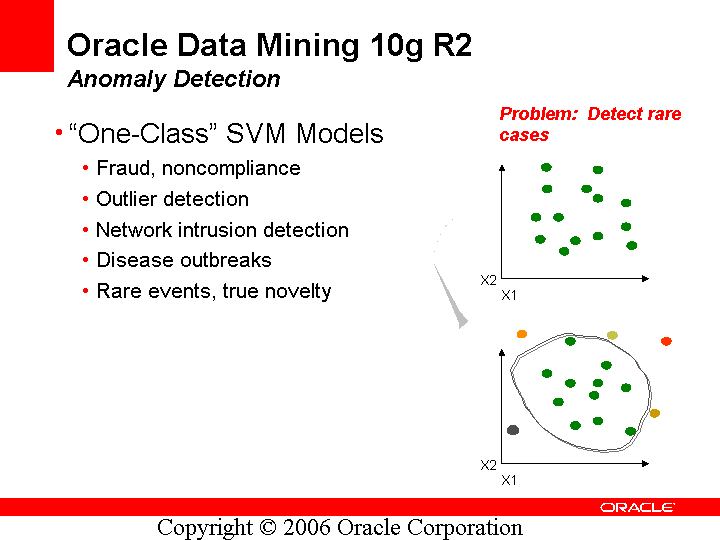 Oracle Data Mining 10g R2
Anomaly Detection
• “One-Class” SVM Models
• Fraud, noncompliance
• Outlier detection
• Network intrusion detection
• Disease outbreaks
• Rare events, true novelty
Problem: Detect rare
cases
X2
X1
X2
X1
ORACLE
Copyright © 2006 Oracle Corporation